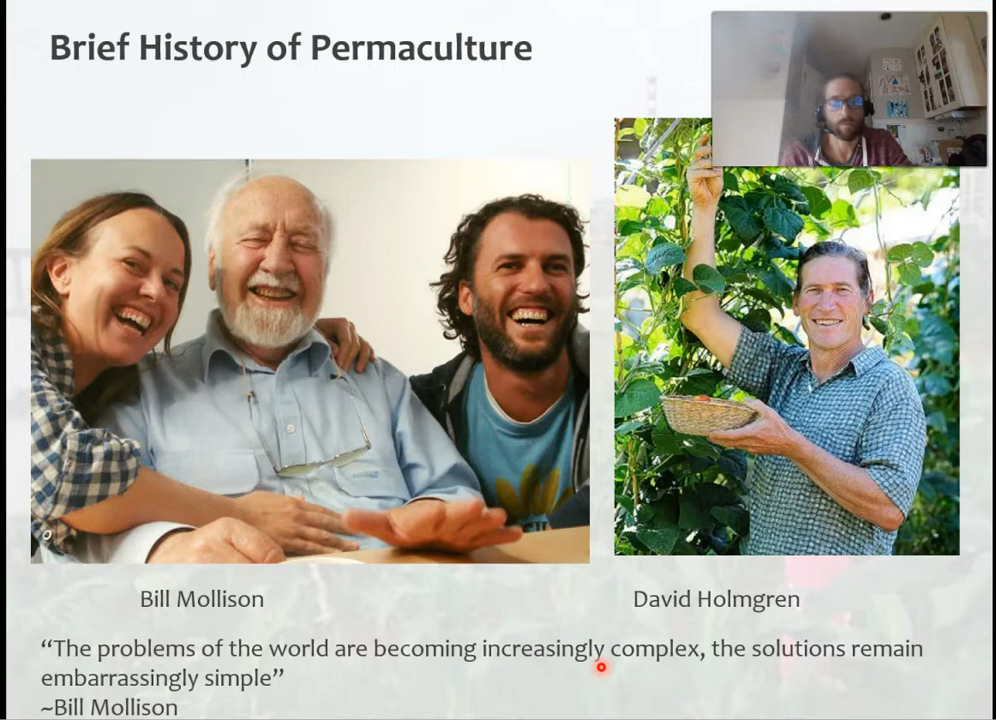 Brief History of Permaculture
Bill Mollison
David Holmgren
“The problems of the world are becoming increasingly complex, the solutions remain
embarrassingly simple”
~Bill Mollison